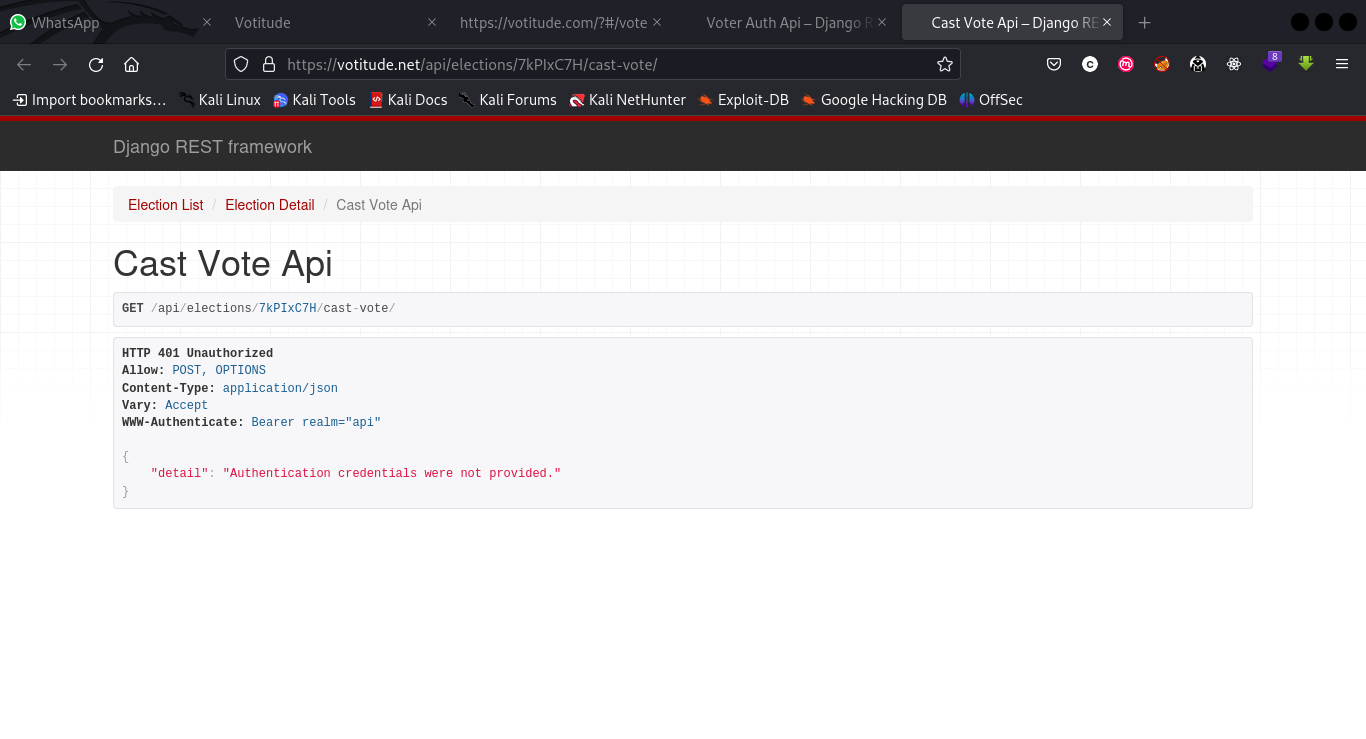 WhatsApp
Votitude
https://votitude.com/?#/vote
Voter Auth Api – Django R
Cast Vote Api – Django RE
https://votitude.net/api/elections/7kPIxC7H/cast-vote/
8
Import bookmarks…
Kali Linux
Kali Tools
Kali Docs
Kali Forums
Kali NetHunter
Exploit-DB
Google Hacking DB
OffSec
Django REST framework
Election List / Election Detail / Cast Vote Api
Cast Vote Api
GET /api/elections/7kPIxC7H/cast-vote/
HTTP 401 Unauthorized
Allow: POST, OPTIONS
Content-Type: application/json
Vary: Accept
WWW-Authenticate: Bearer realm="api"
{
"detail": "Authentication credentials were not provided."
}